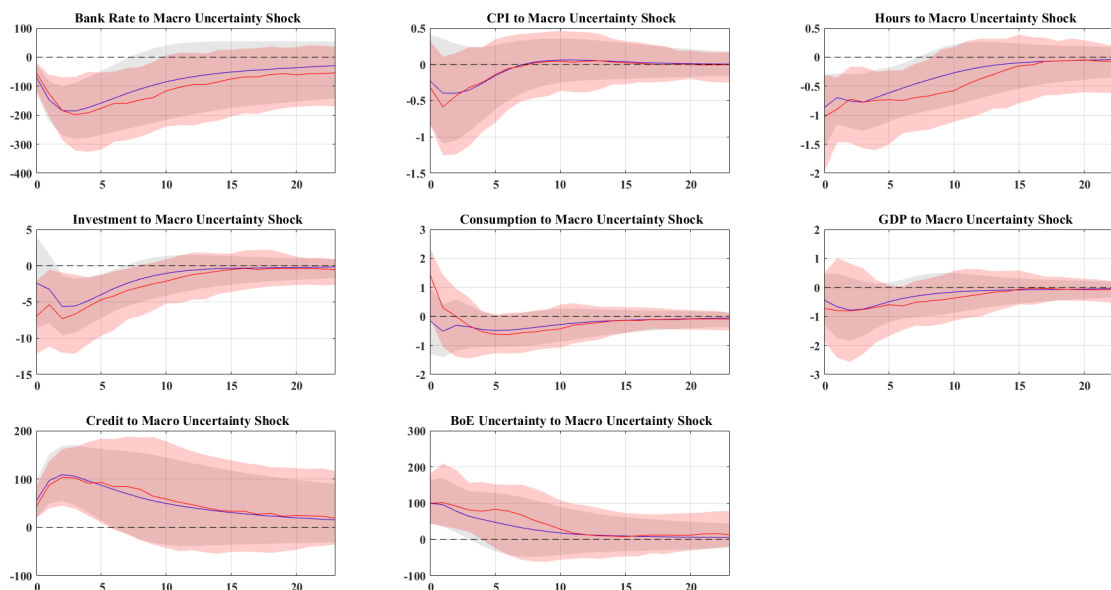 Bank Rate to Macro Uncertainty Shock
100
0
-100
-200
-300
-400
0 5 10 15 20
CPI to Macro Uncertainty Shock
0.5
0
-0.5
-1
-1.5
0 5 10 15 20
Hours to Macro Uncertainty Shock
0.5
0
-0.5
-1
-1.5
-2
0 5 10 15 20
Investment to Macro Uncertainty Shock
5
0
-5
-10
-15
0 5 10 15 20
Consumption to Macro Uncertainty Shock
3
2
1
0
-1
-2
0 5 10 15 20
GDP to Macro Uncertainty Shock
2
1
0
-1
-2
-3
0 5 10 15 20
Credit to Macro Uncertainty Shock
200
100
0
-100
0 5 10 15 20
BoE Uncertainty to Macro Uncertainty Shock
300
200
100
0
-100
0 5 10 15 20